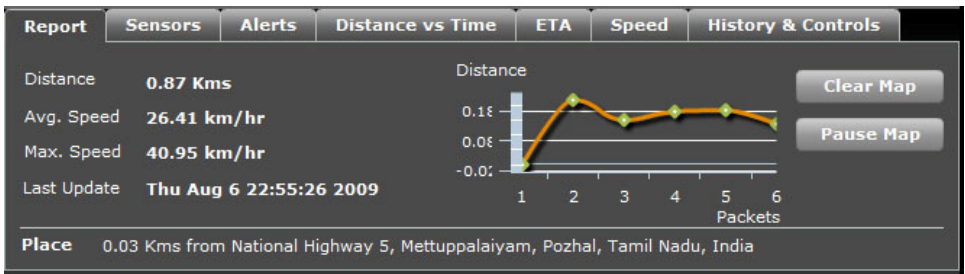 Report Sensors Alerts Distance vs Time ETA Speed History & Controls
Distance 0.87 Kms
Avg. Speed 26.41 km/hr
Max. Speed 40.95 km/hr
Last Update Thu Aug 6 22:55:26 2009
Distance
1 2 3 4 5 6
Packets
Clear Map
Pause Map
Place 0.03 Kms from National Highway 5, Mettuppalaiyam, Pozhal, Tamil Nadu, India